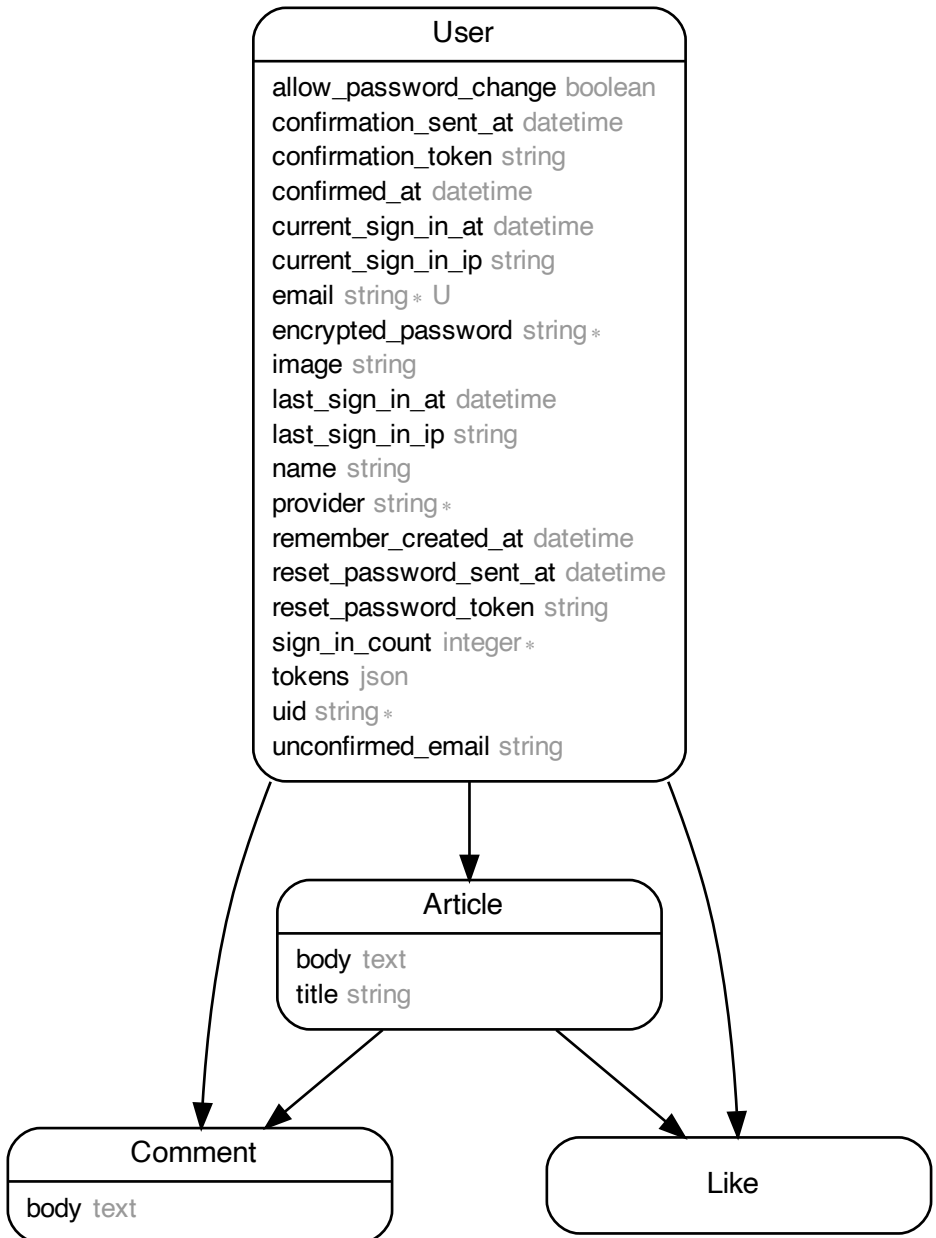 User
allow_password_change boolean
confirmation_sent_at datetime
confirmation_token string
confirmed_at datetime
current_sign_in_at datetime
current_sign_in_ip string
email string∗ U
encrypted_password string∗
image string
last_sign_in_at datetime
last_sign_in_ip string
name string
provider string∗
remember_created_at datetime
reset_password_sent_at datetime
reset_password_token string
sign_in_count integer∗
tokens json
uid string∗
unconfirmed_email string
Article
body text
title string
Comment
body text
Like